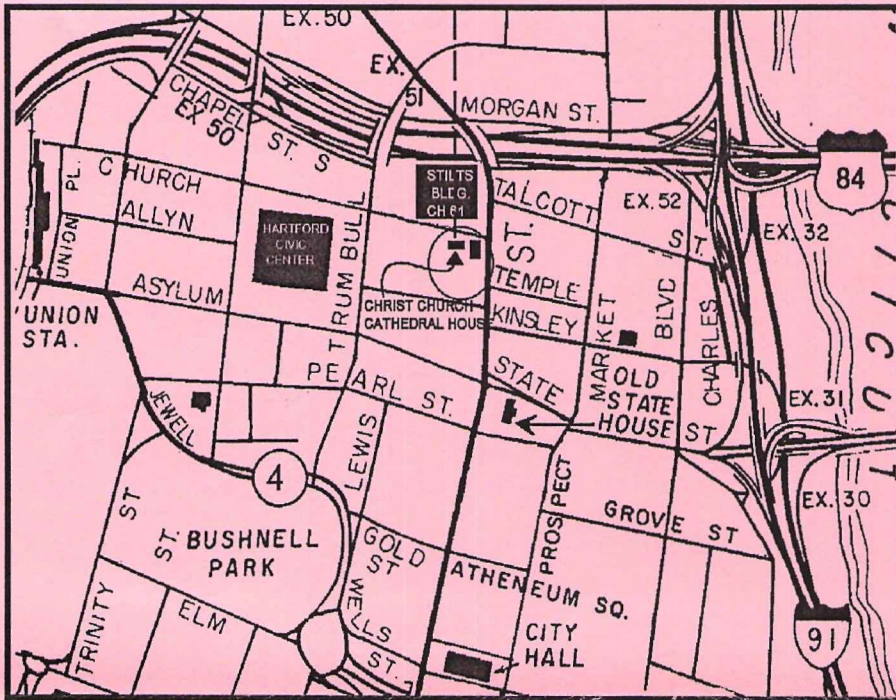 EX. 50
EX.
51
MORGAN ST.
CHAPEL
EX 50
ST. S
84
CHURCH
UNION PL.
ALLYN
STILTS
BLDG.
CH 61
TALCOTT
ST
EX. 52
EX. 32
HARTFORD
CIVIC
CENTER
TRUMBULL
ST.
ASYLUM
UNION
STA.
CHRIST CHURCH
CATHEDRAL HOUS
TEMPLE
KINSLEY
MARKET
BLVD
CHARLES
PEARL ST.
STATE
OLD
STATE
HOUSE
ST
EX. 31
JEWELL
4
LEWIS
PROSPECT
GROVE ST
EX. 30
ST
ST.
BUSHNELL
PARK
GOLD
ST
ATHENEUM SQ.
TRINITY
ELM
WELLS
ST.
CITY
HALL
91